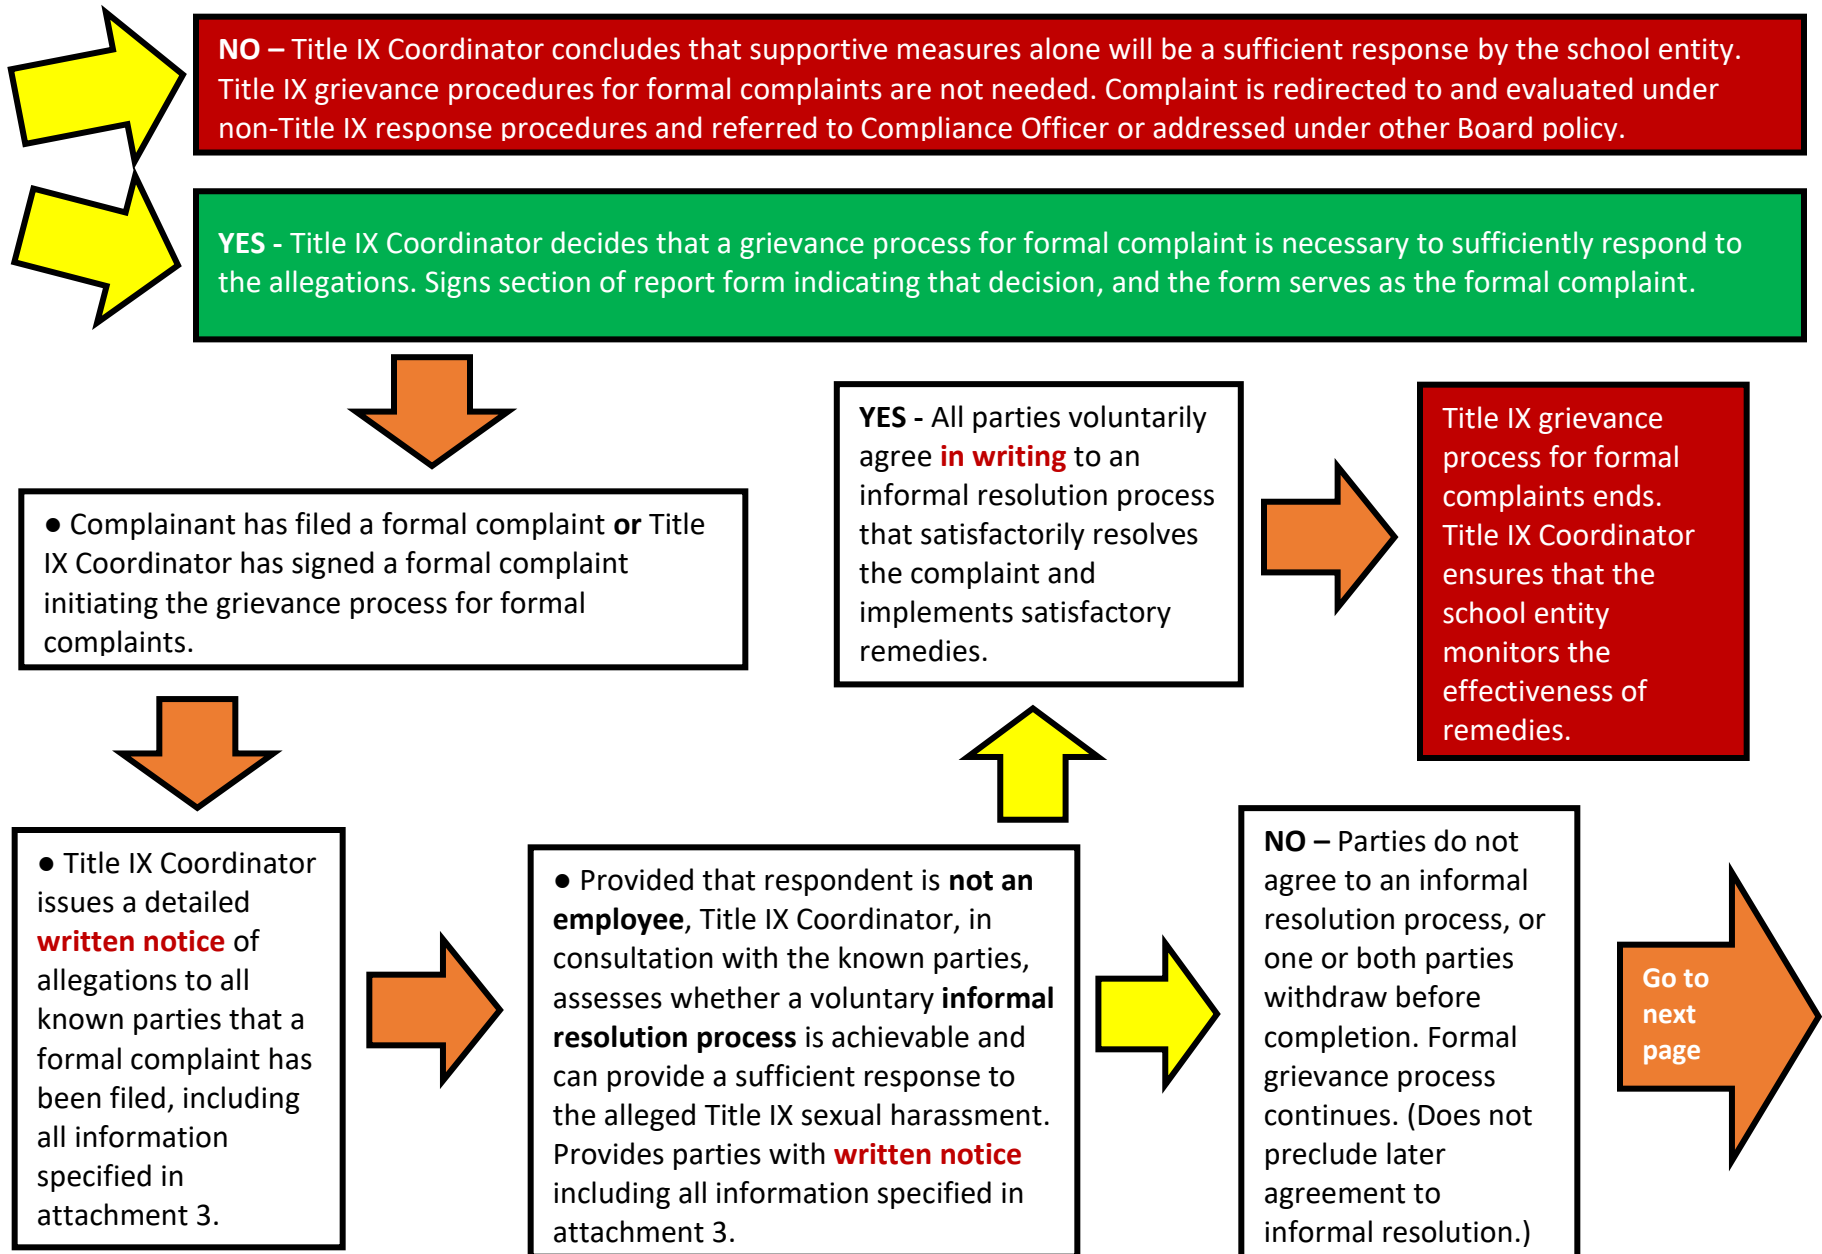 NO – Title IX Coordinator concludes that supportive measures alone will be a sufficient response by the school entity.
Title IX grievance procedures for formal complaints are not needed. Complaint is redirected to and evaluated under
non-Title IX response procedures and referred to Compliance Officer or addressed under other Board policy.
YES - Title IX Coordinator decides that a grievance process for formal complaint is necessary to sufficiently respond to
the allegations. Signs section of report form indicating that decision, and the form serves as the formal complaint.
● Complainant has filed a formal complaint or Title
IX Coordinator has signed a formal complaint
initiating the grievance process for formal
complaints.
YES - All parties voluntarily
agree in writing to an
informal resolution process
that satisfactorily resolves
the complaint and
implements satisfactory
remedies.
Title IX grievance
process for formal
complaints ends.
Title IX Coordinator
ensures that the
school entity
monitors the
effectiveness of
remedies.
● Title IX Coordinator
issues a detailed
written notice of
allegations to all
known parties that a
formal complaint has
been filed, including
all information
specified in
attachment 3.
● Provided that respondent is not an
employee, Title IX Coordinator, in
consultation with the known parties,
assesses whether a voluntary informal
resolution process is achievable and
can provide a sufficient response to
the alleged Title IX sexual harassment.
Provides parties with written notice
including all information specified in
attachment 3.
NO – Parties do not
agree to an informal
resolution process, or
one or both parties
withdraw before
completion. Formal
grievance process
continues. (Does not
preclude later
agreement to
informal resolution.)
Go to
next
page